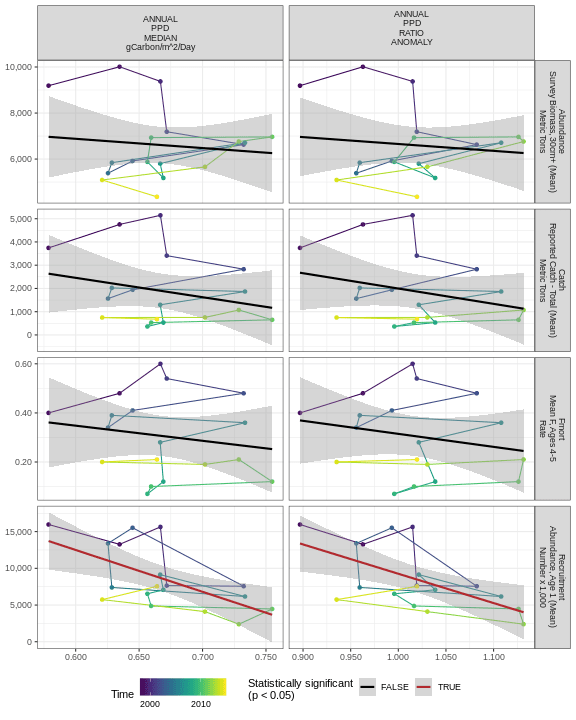 ANNUAL
PPD
MEDIAN
gCarbon/m^2/Day
ANNUAL
PPD
RATIO
ANOMALY
10,000
8,000
6,000
Abundance
Survey Biomass, 30cm+ (Mean)
Metric Tons
5,000
4,000
3,000
2,000
1,000
0
Catch
Reported Catch - Total (Mean)
Metric Tons
0.60
0.40
0.20
Fmort
Mean F, Ages 4-5
Rate
15,000
10,000
5,000
0
Recruitment
Abundance, Age 1 (Mean)
Number x 1,000
0.600
0.650
0.700
0.750
0.900
0.950
1.000
1.050
1.100
Time
2000
2010
Statistically significant
(p < 0.05)
FALSE
TRUE